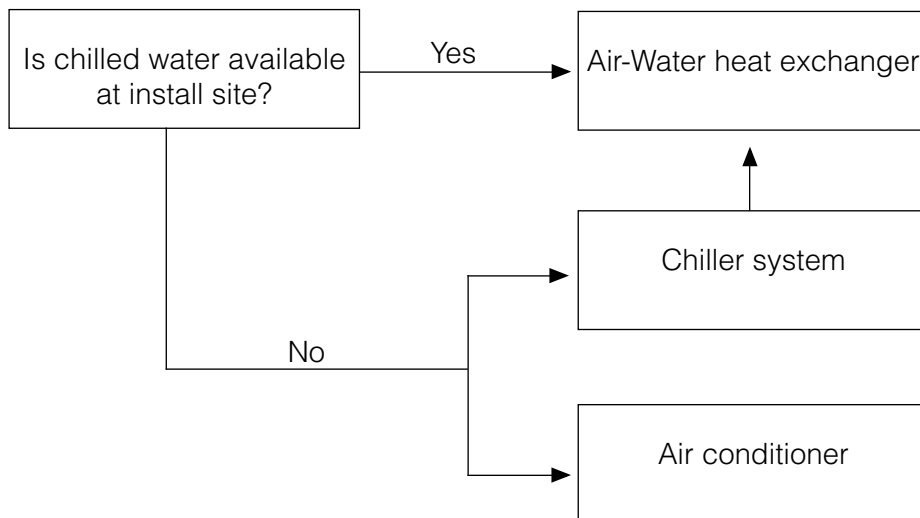 Is chilled water available
at install site?
Yes
Air-Water heat exchanger
Chiller system
No
Air conditioner